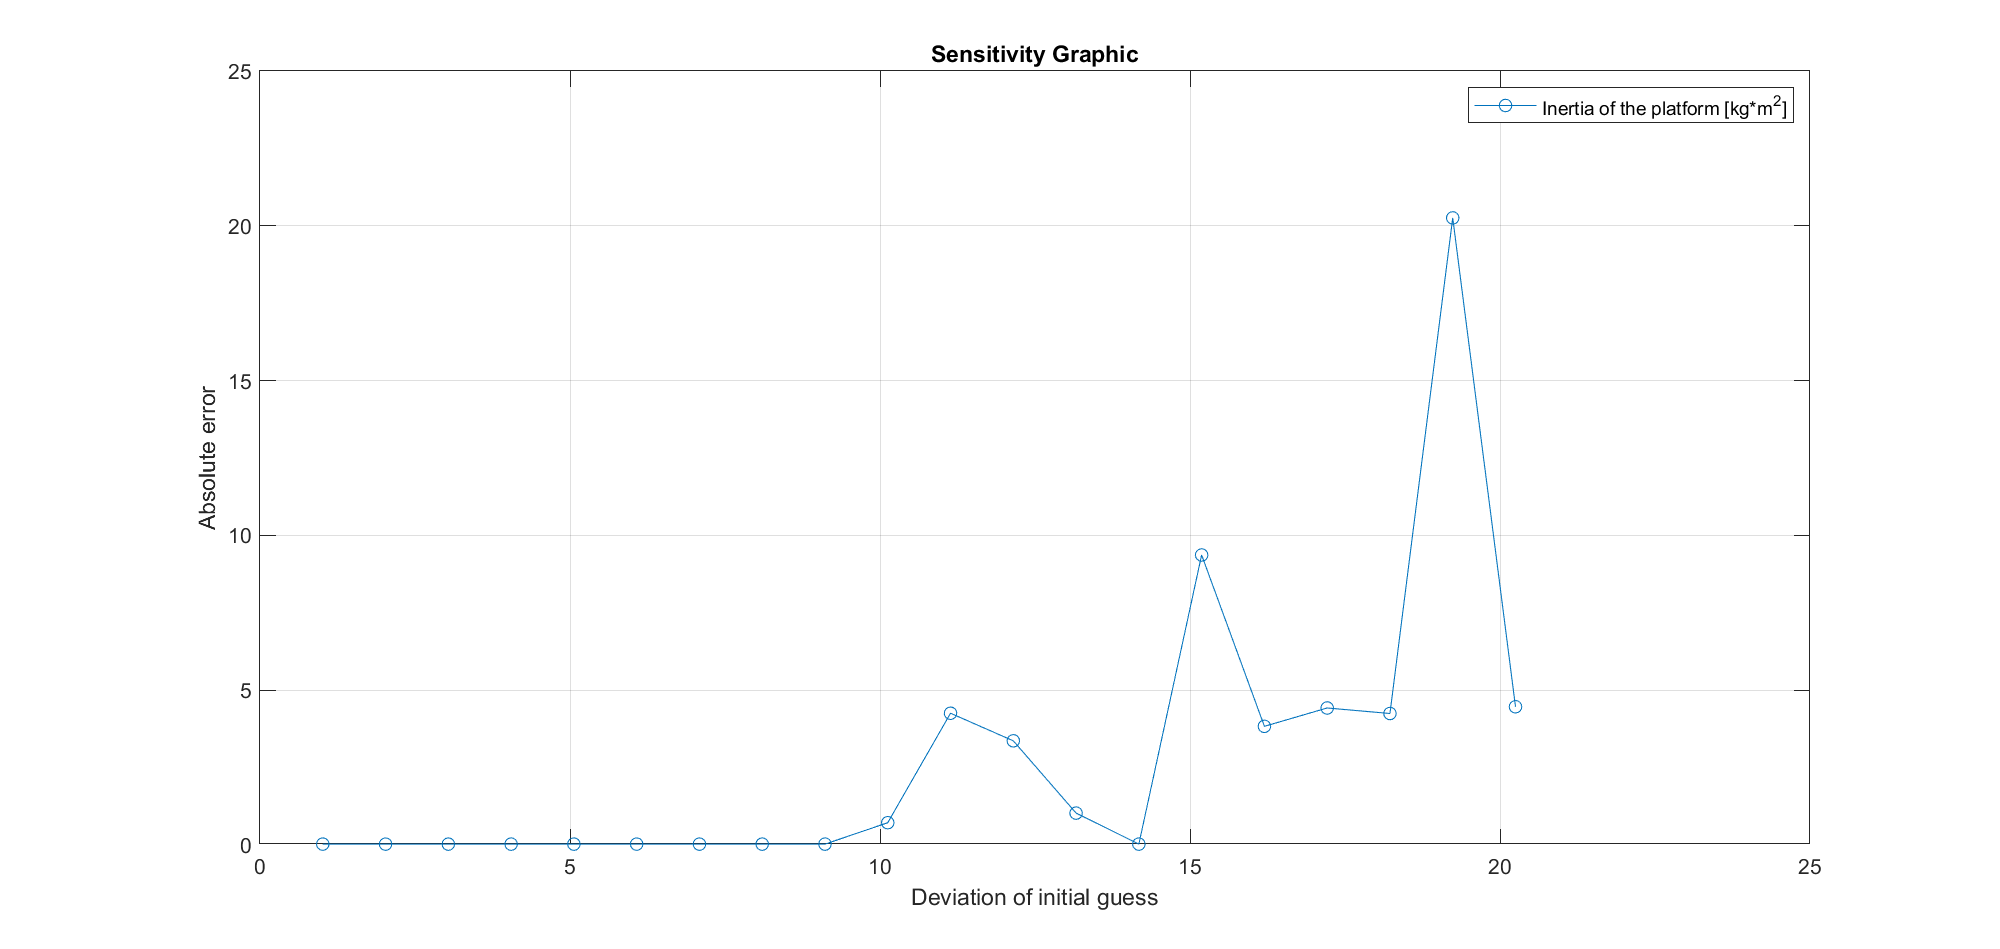 Sensitivity Graphic
25
Inertia of the platform [kg*m²]
20
15
Absolute error
10
5
0
0 5 10 15 20 25
Deviation of initial guess